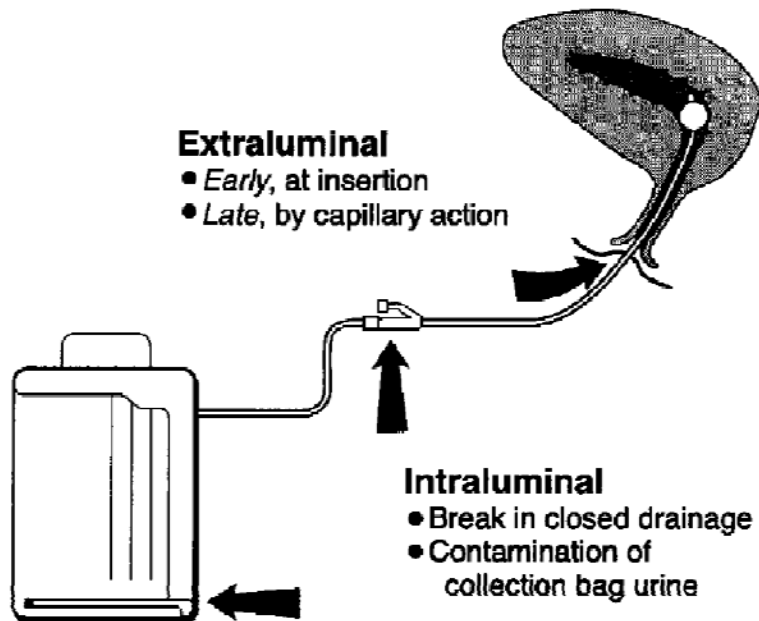 Extraluminal
● Early, at insertion
● Late, by capillary action
Intraluminal
● Break in closed drainage
● Contamination of
collection bag urine